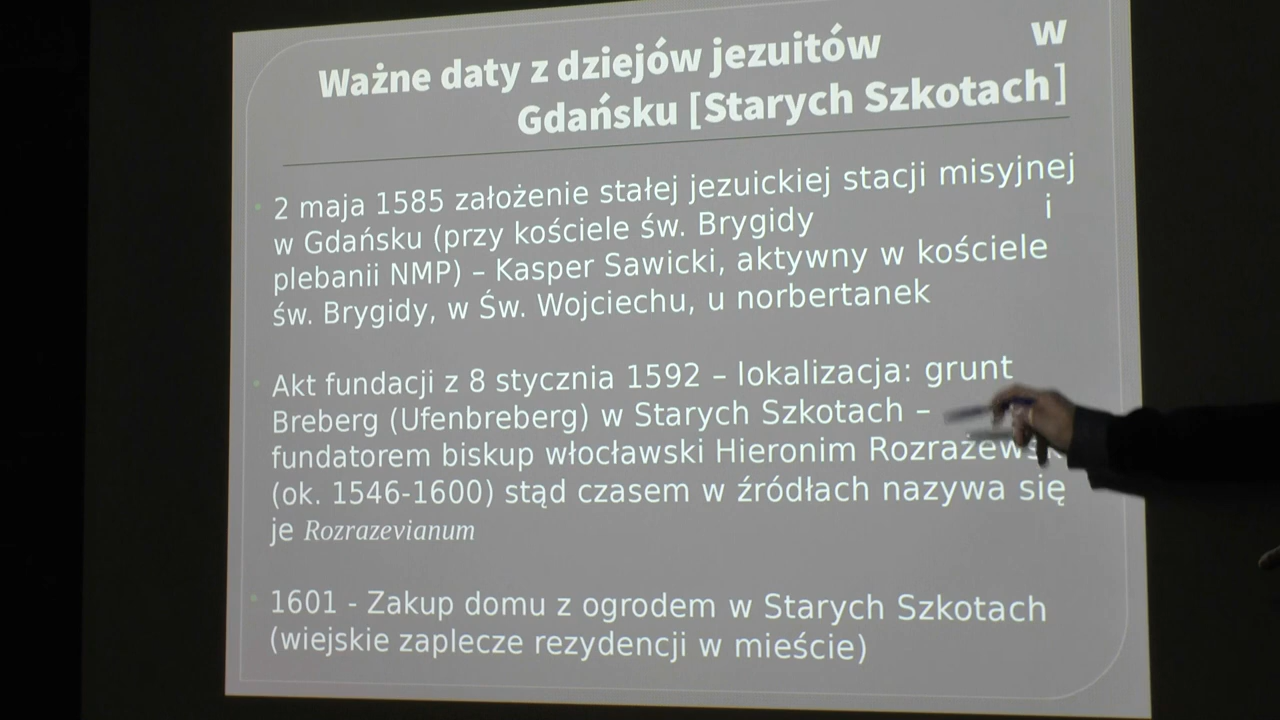 Ważne daty z dziejów jezuitów w
Gdańsku [Starych Szkotach]
2 maja 1585 założenie stałej jezuickiej stacji misyjnej
w Gdańsku (przy kościele św. Brygidy i
plebanii NMP) – Kasper Sawicki, aktywny w kościele
św. Brygidy, w Św. Wojciechu, u norbertanek
Akt fundacji z 8 stycznia 1592 – lokalizacja: grunt
Breberg (Ufenbreberg) w Starych Szkotach –
fundatorem biskup włocławski Hieronim
(ok. 1546-1600) stąd czasem w źródłach nazywa się
je Rozrazevianum
1601 - Zakup domu z ogrodem w Starych Szkotach
(wiejskie zaplecze rezydencji w mieście)